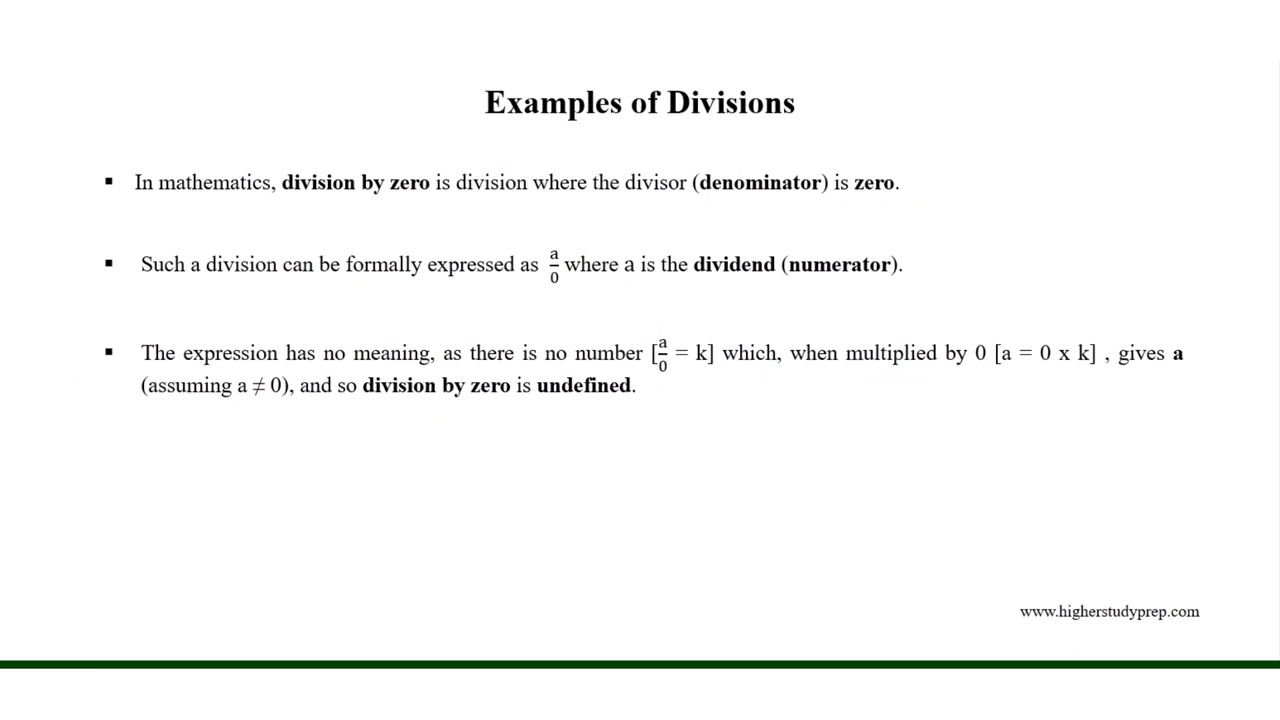 Examples of Divisions
▪ In mathematics, division by zero is division where the divisor (denominator) is zero.
▪ Such a division can be formally expressed as a/0 where a is the dividend (numerator).
▪ The expression has no meaning, as there is no number [a/0 = k] which, when multiplied by 0 [a = 0 x k] , gives a
(assuming a ≠ 0), and so division by zero is undefined.
www.higherstudyprep.com